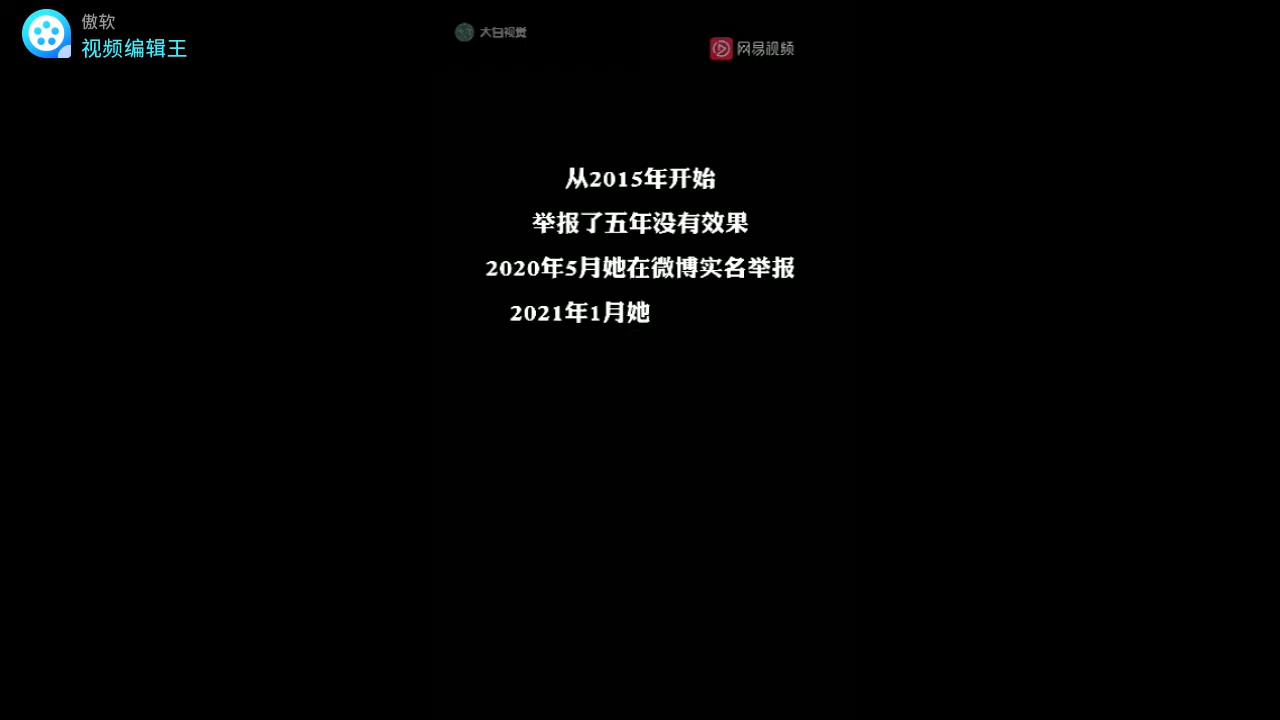 傲软
视频编辑王
大白视觉
网易视频
从2015年开始
举报了五年没有效果
2020年5月她在微博实名举报
2021年1月她